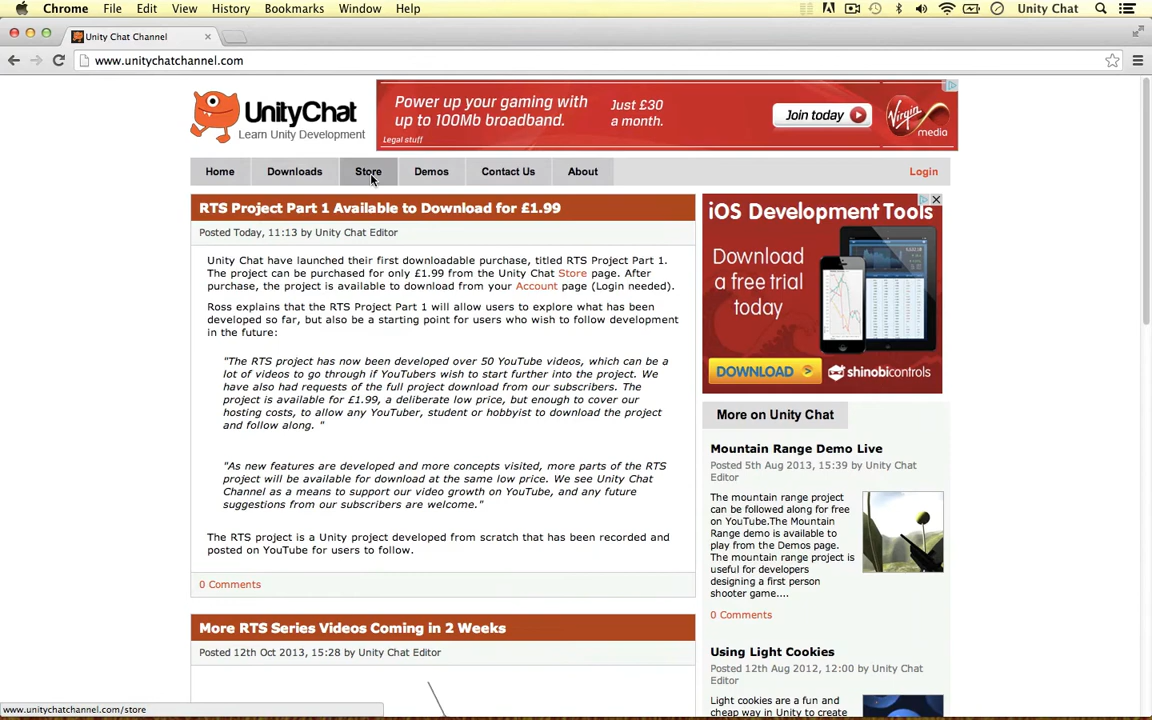 Chrome File Edit View History Bookmarks Window Help Unity Chat
Unity Chat Channel
www.unitychatchannel.com
UnityChat
Learn Unity Development
Power up your gaming with
up to 100Mb broadband.
Just £30
a month.
Legal stuff
Join today
Virgin
media
Home Downloads Store Demos Contact Us About Login
RTS Project Part 1 Available to Download for £1.99
Posted Today, 11:13 by Unity Chat Editor
Unity Chat have launched their first downloadable purchase, titled RTS Project Part 1.
The project can be purchased for only £1.99 from the Unity Chat Store page. After
purchase, the project is available to download from your Account page (Login needed).
Ross explains that the RTS Project Part 1 will allow users to explore what has been
developed so far, but also be a starting point for users who wish to follow development
in the future:
"The RTS project has now been developed over 50 YouTube videos, which can be a
lot of videos to go through if YouTubers wish to start further into the project. We
have also had requests of the full project download from our subscribers. The
project is available for £1.99, a deliberate low price, but enough to cover our
hosting costs, to allow any YouTuber, student or hobbyist to download the project
and follow along. "
"As new features are developed and more concepts visited, more parts of the RTS
project will be available for download at the same low price. We see Unity Chat
Channel as a means to support our video growth on YouTube, and any future
suggestions from our subscribers are welcome."
The RTS project is a Unity project developed from scratch that has been recorded and
posted on YouTube for users to follow.
0 Comments
More RTS Series Videos Coming in 2 Weeks
Posted 12th Oct 2013, 15:28 by Unity Chat Editor
iOS Development Tools
Download
a free trial
today
DOWNLOAD
shinobicontrols
More on Unity Chat
Mountain Range Demo Live
Posted 5th Aug 2013, 15:39 by Unity Chat
Editor
The mountain range project
can be followed along for free
on YouTube.The Mountain
Range demo is available to
play from the Demos page.
The mountain range project is
useful for developers
designing a first person
shooter game....
0 Comments
Using Light Cookies
Posted 12th Aug 2012, 12:00 by Unity Chat
Editor
Light cookies are a fun and
cheap way in Unity to create
www.unitychatchannel.com/store